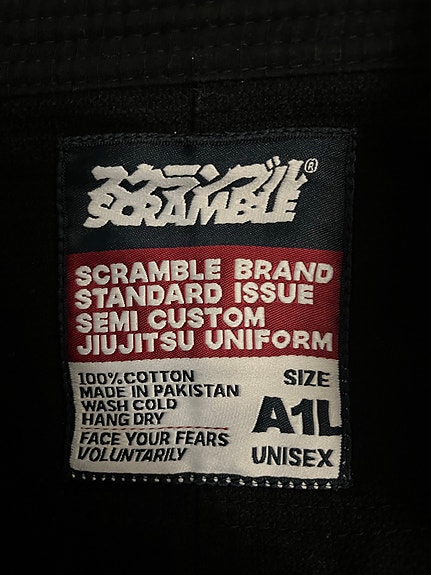 スクランブル®
SCRAMBLE
SCRAMBLE BRAND
STANDARD ISSUE
SEMI CUSTOM
JIUJITSU UNIFORM
100% COTTON
MADE IN PAKISTAN
WASH COLD
HANG DRY
FACE YOUR FEARS
VOLUNTARILY
SIZE
A1L
UNISEX